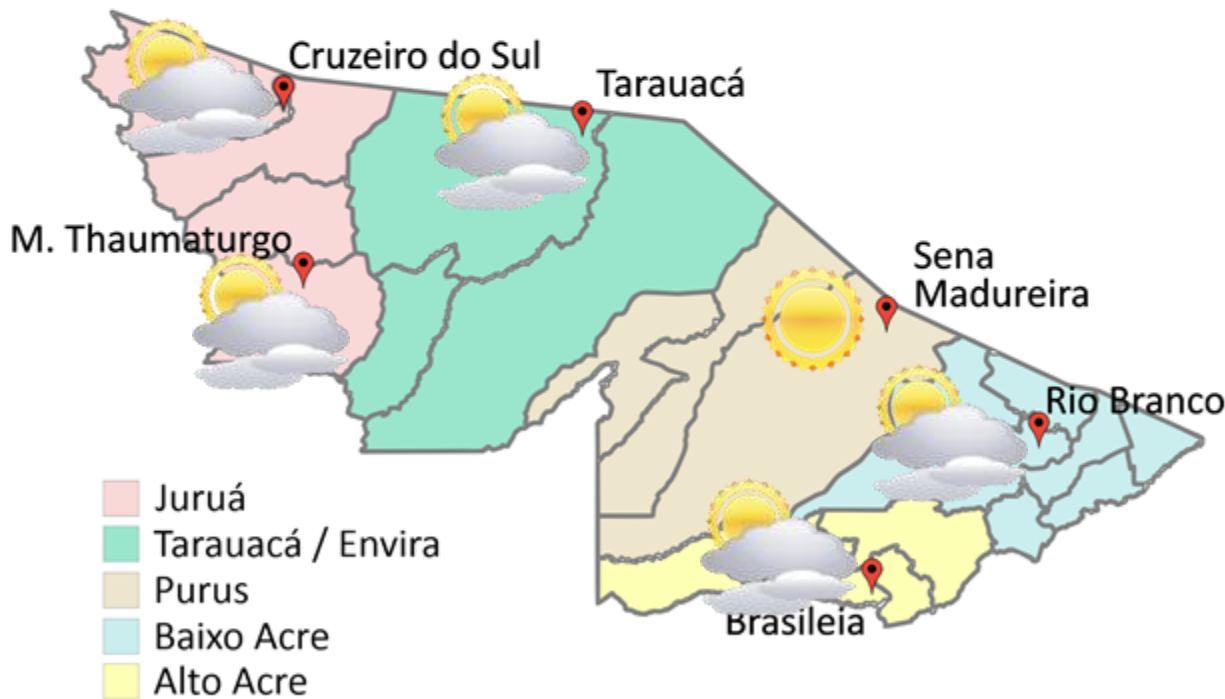 Cruzeiro do Sul
Tarauacá
M. Thaumaturgo
Sena
Madureira
Rio Branco
Brasileia
Juruá
Tarauacá / Envira
Purus
Baixo Acre
Alto Acre